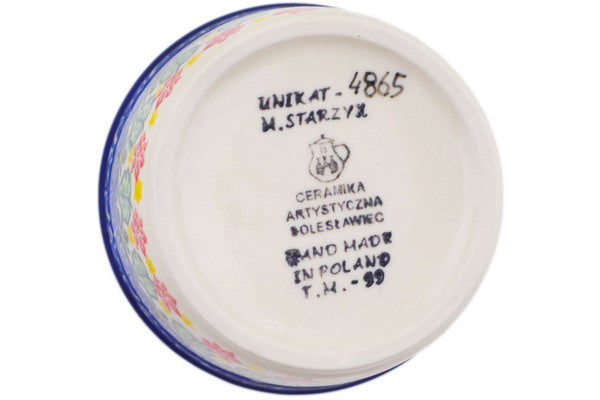 UNIKAT - 4865
W. STARZYK
B
CERAMIKA
ARTYSTYCZNA
BOLESŁAWIEC
HAND MADE
IN POLAND
T.M. - 99